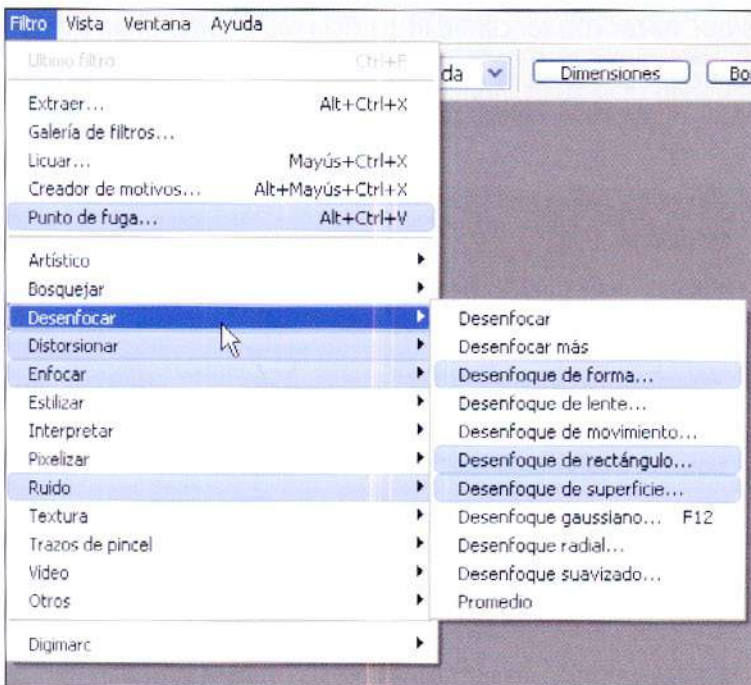 Filtro Vista Ventana Ayuda
Último filtro Ctrl+F
da Dimensiones Bo
Extraer... Alt+Ctrl+X
Galería de filtros...
Licuar... Mayús+Ctrl+X
Creador de motivos... Alt+Mayús+Ctrl+X
Punto de fuga... Alt+Ctrl+V
Artístico
Bosquejar
Desenfocar
Distorsionar
Enfocar
Estilizar
Interpretar
Pixelizar
Ruido
Textura
Trazos de pincel
Vídeo
Otros
Digimarc
Desenfocar
Desenfocar más
Desenfoque de forma...
Desenfoque de lente...
Desenfoque de movimiento...
Desenfoque de rectángulo...
Desenfoque de superficie...
Desenfoque gaussiano... F12
Desenfoque radial...
Desenfoque suavizado...
Promedio